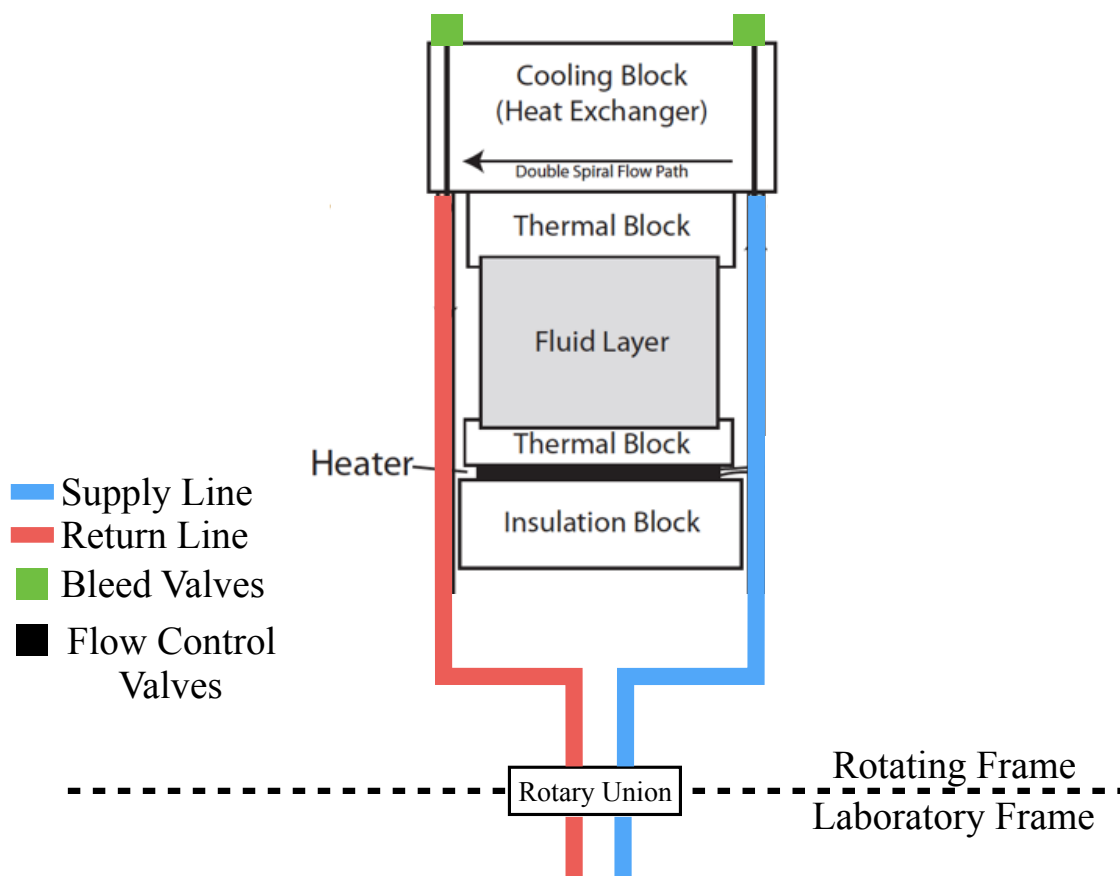 Cooling Block
(Heat Exchanger)
Double Spiral Flow Path
Thermal Block
Fluid Layer
Thermal Block
Heater
Insulation Block
Supply Line
Return Line
Bleed Valves
Flow Control
Valves
Rotary Union
Rotating Frame
Laboratory Frame